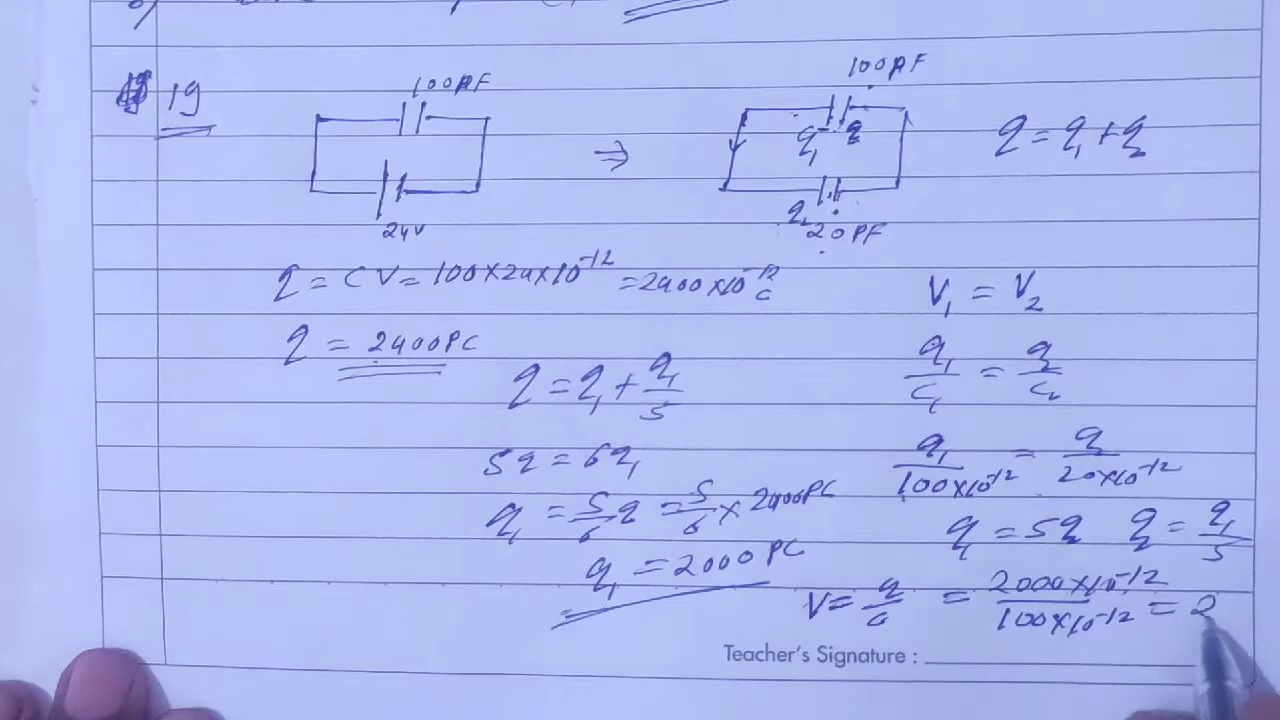 19
100PF
24V
⇒
100PF
q₁
q₂
20PF
q = q₁ + q₂
q = CV = 100×24×10⁻¹² = 2400×10⁻¹² C
q = 2400PC
V₁ = V₂
q₁/C₁ = q₂/C₂
q = q₁ + q₁/5
q₁/100×10⁻¹² = q₂/20×10⁻¹²
5q = 6q₁
q₁ = 5/6 q = 5/6 × 2400PC
q₁ = 5q₂ q₂ = q₁/5
q₁ = 2000PC
V = q₁/C₁ = 2000×10⁻¹²/100×10⁻¹² = 2
Teacher's Signature :